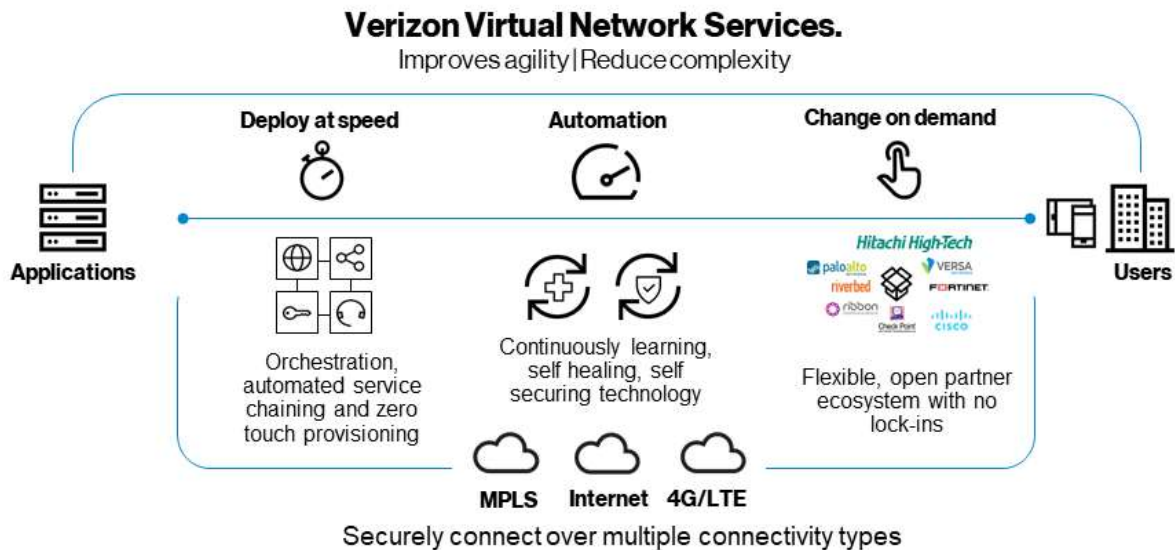 Verizon Virtual Network Services.
Improves agility|Reduce complexity
Deploy at speed
Automation
Change on demand
Applications
Users
Hitachi High-Tech
paloalto
VERSA
riverbed
FORTINET
ribbon
Check Point
CISCO
Orchestration,
automated service
chaining and zero
touch provisioning
Continuously learning,
self healing, self
securing technology
Flexible, open partner
ecosystem with no
lock-ins
MPLS
Internet
4G/LTE
Securely connect over multiple connectivity types